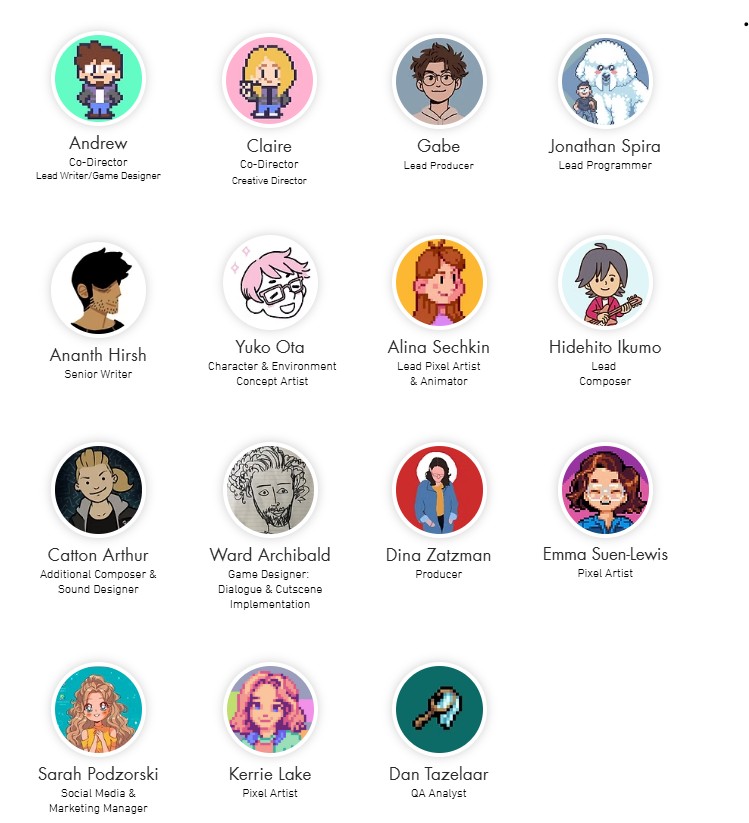 Andrew
Co-Director
Lead Writer/Game Designer
Claire
Co-Director
Creative Director
Gabe
Lead Producer
Jonathan Spira
Lead Programmer
Ananth Hirsh
Senior Writer
Yuko Ota
Character & Environment
Concept Artist
Alina Sechkin
Lead Pixel Artist
& Animator
Hidehito Ikumo
Lead
Composer
Catton Arthur
Additional Composer &
Sound Designer
Ward Archibald
Game Designer:
Dialogue & Cutscene
Implementation
Dina Zatzman
Producer
Emma Suen-Lewis
Pixel Artist
Sarah Podzorski
Social Media &
Marketing Manager
Kerrie Lake
Pixel Artist
Dan Tazelaar
QA Analyst